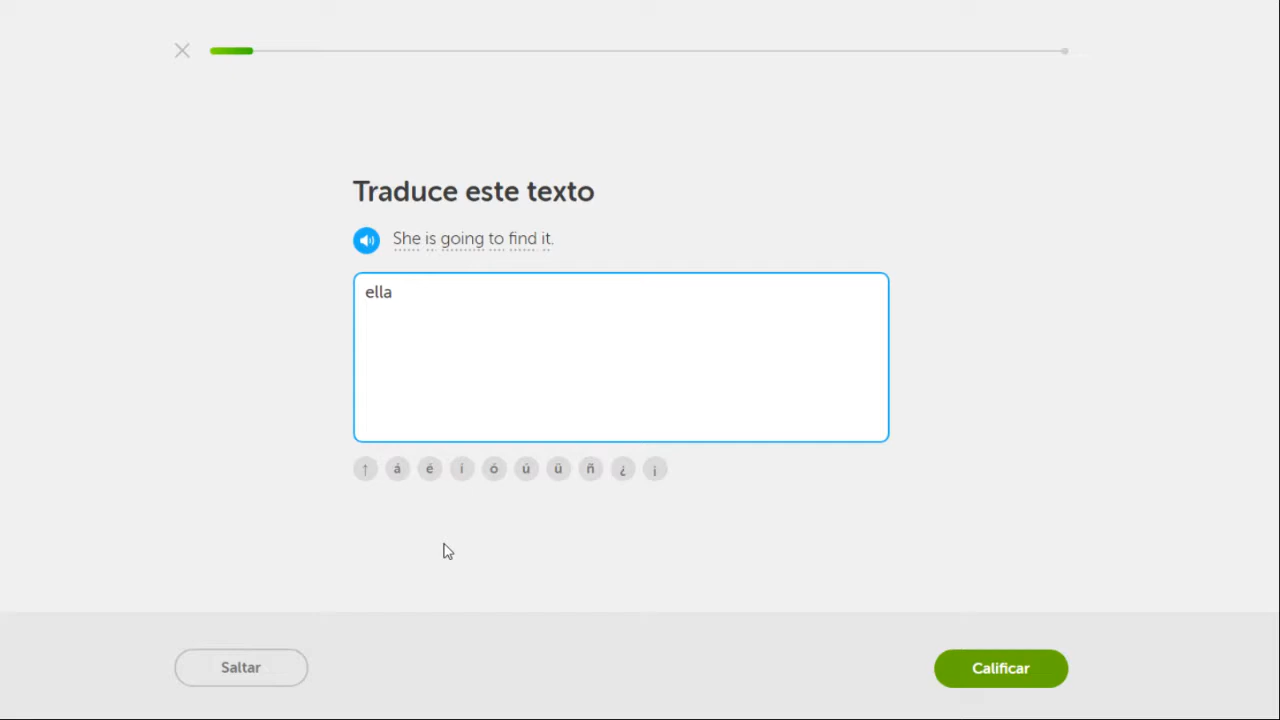 Traduce este texto
She is going to find it.
ella
↑ á é í ó ú ü ñ ¿ ¡
Saltar
Calificar